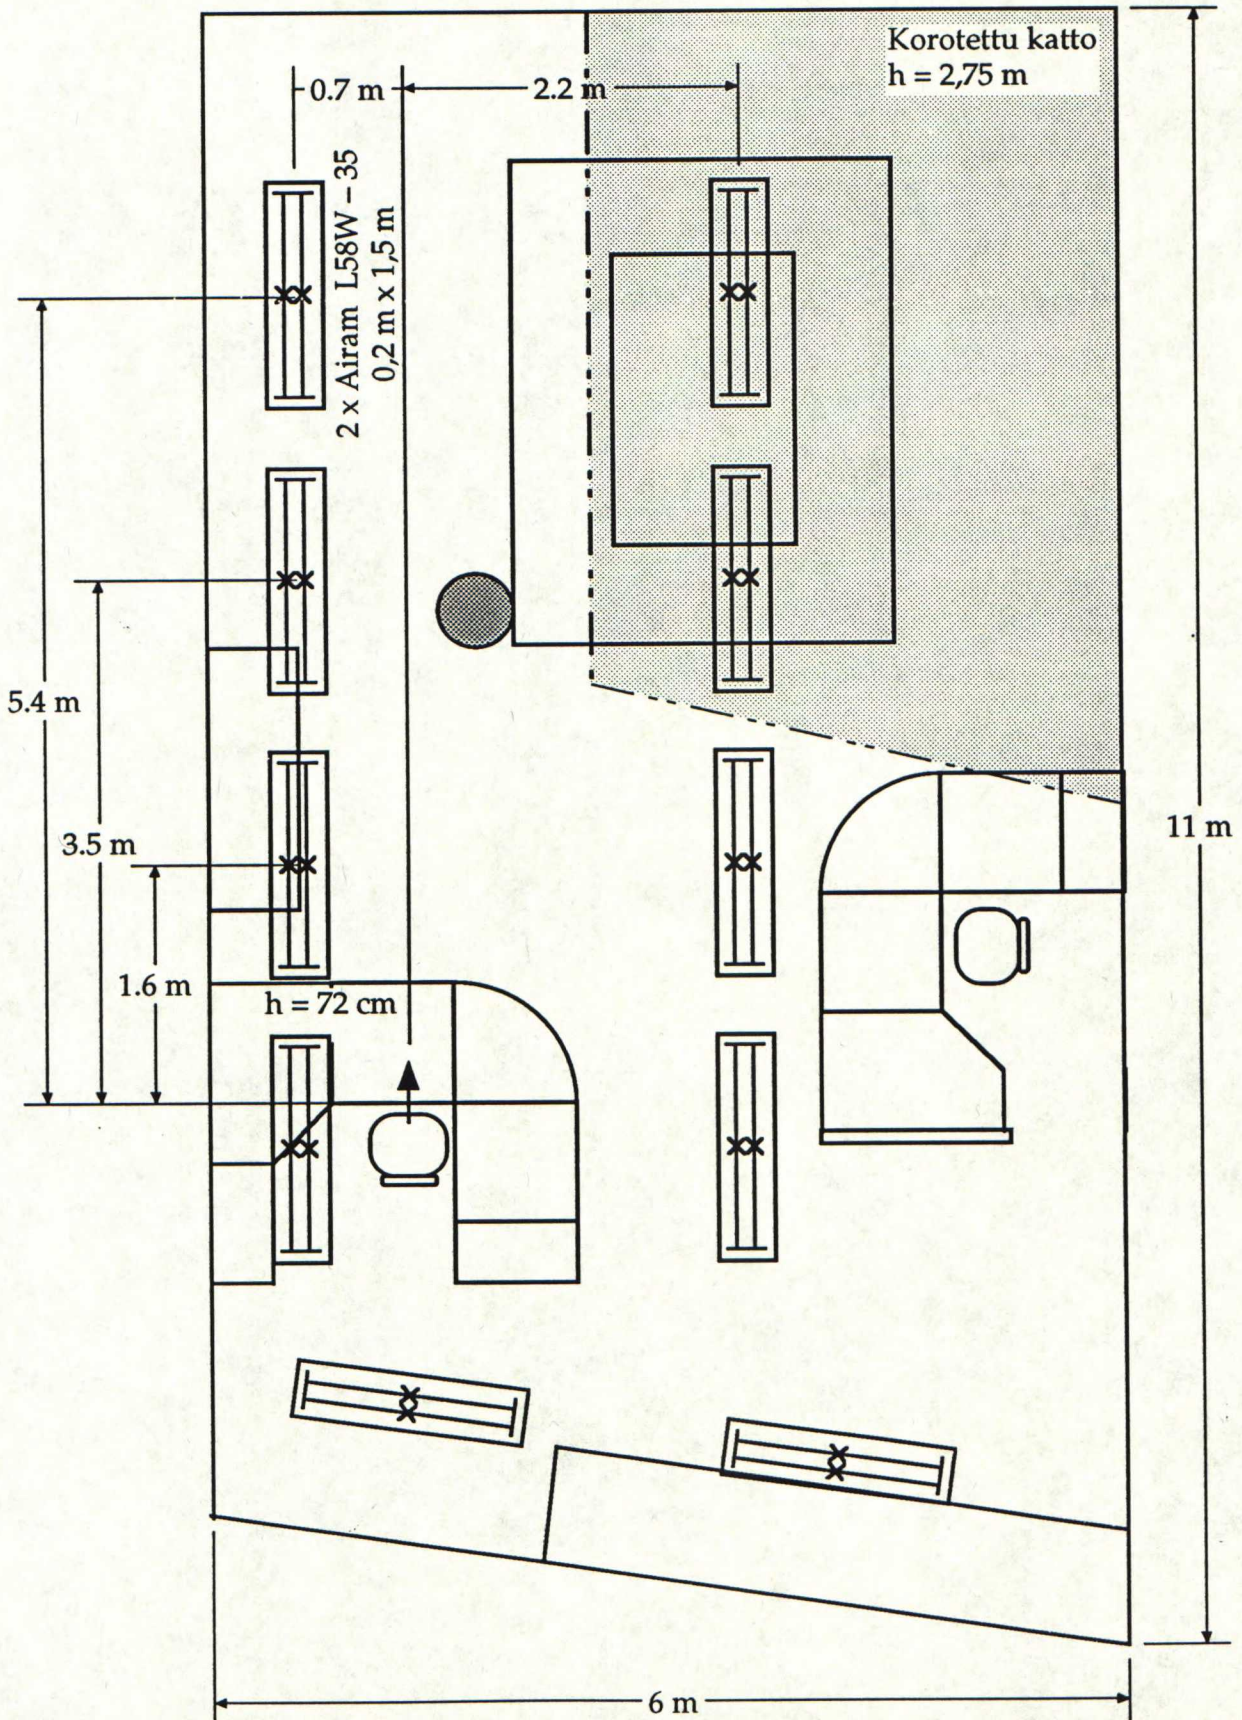 Korotettu katto
h = 2,75 m
0.7 m
2.2 m
2 x Airam L58W – 35
0,2 m x 1,5 m
5.4 m
3.5 m
11 m
1.6 m
h = 72 cm
6 m